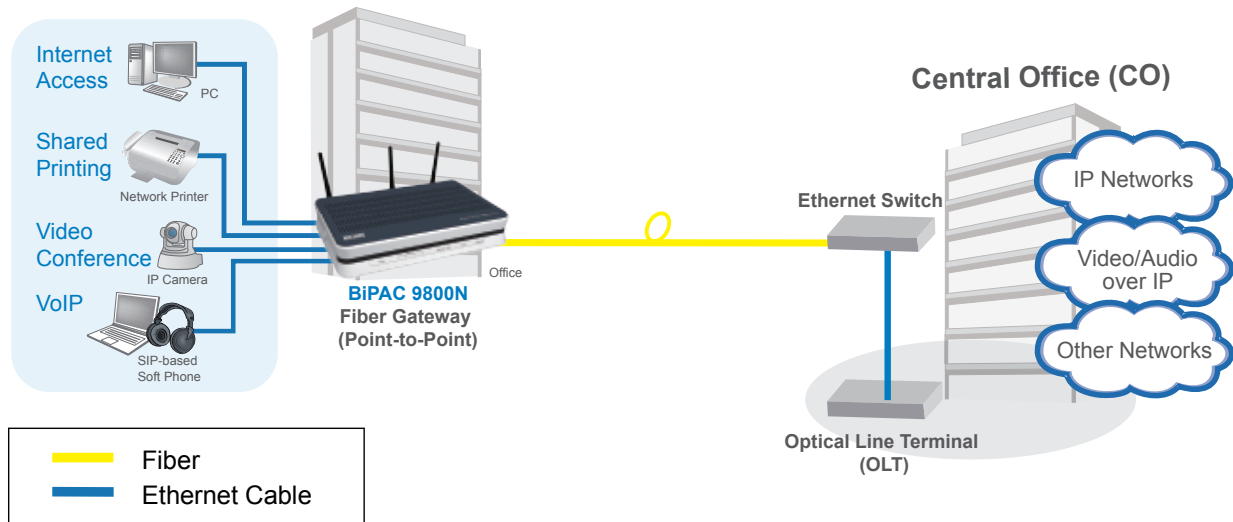 Internet
Access
PC
Shared
Printing
Network Printer
Video
Conference
IP Camera
VoIP
SIP-based
Soft Phone
Office
BiPAC 9800N
Fiber Gateway
(Point-to-Point)
Central Office (CO)
Ethernet Switch
IP Networks
Video/Audio
over IP
Other Networks
Optical Line Terminal
(OLT)
Fiber
Ethernet Cable